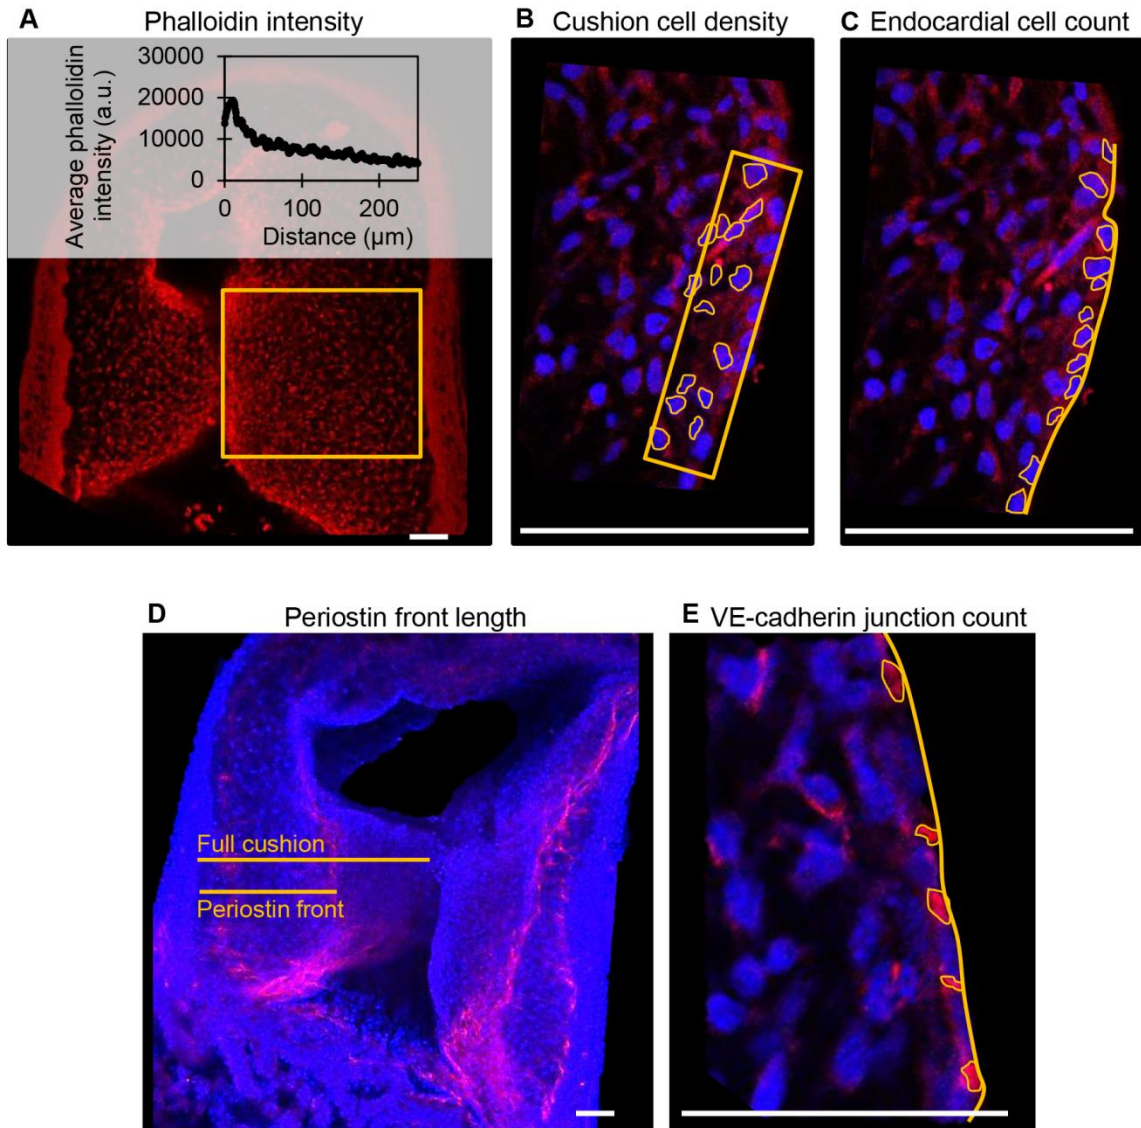 A Phalloidin intensity
Average phalloidin
intensity (a.u.)
30000
20000
10000
0
0 100 200
Distance (µm)
B Cushion cell density
C Endocardial cell count
D Periostin front length
Full cushion
Periostin front
E VE-cadherin junction count